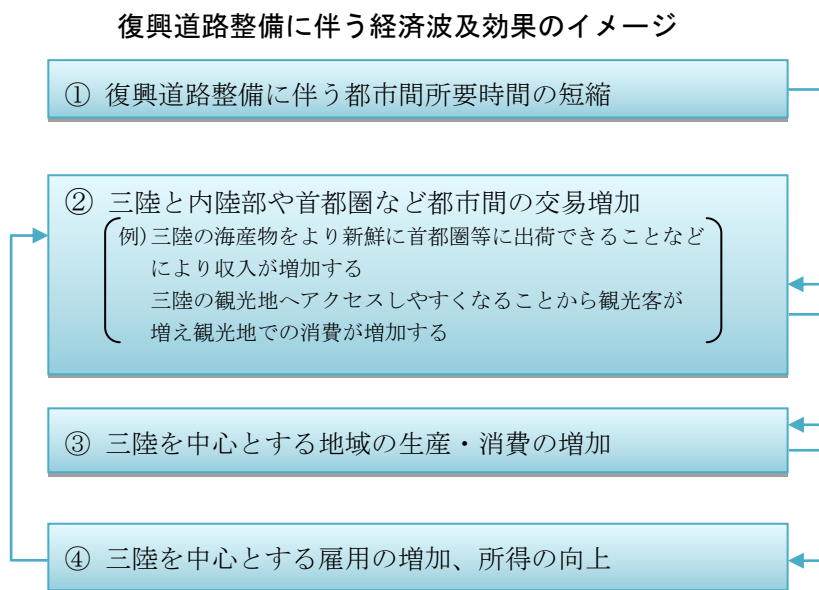 復興道路整備に伴う経済波及効果のイメージ
① 復興道路整備に伴う都市間所要時間の短縮
② 三陸と内陸部や首都圏など都市間の交易増加
例）三陸の海産物をより新鮮に首都圏等に出荷できることなど
により収入が増加する
三陸の観光地へアクセスしやすくなることから観光客が
増え観光地での消費が増加する
③ 三陸を中心とする地域の生産・消費の増加
④ 三陸を中心とする雇用の増加、所得の向上